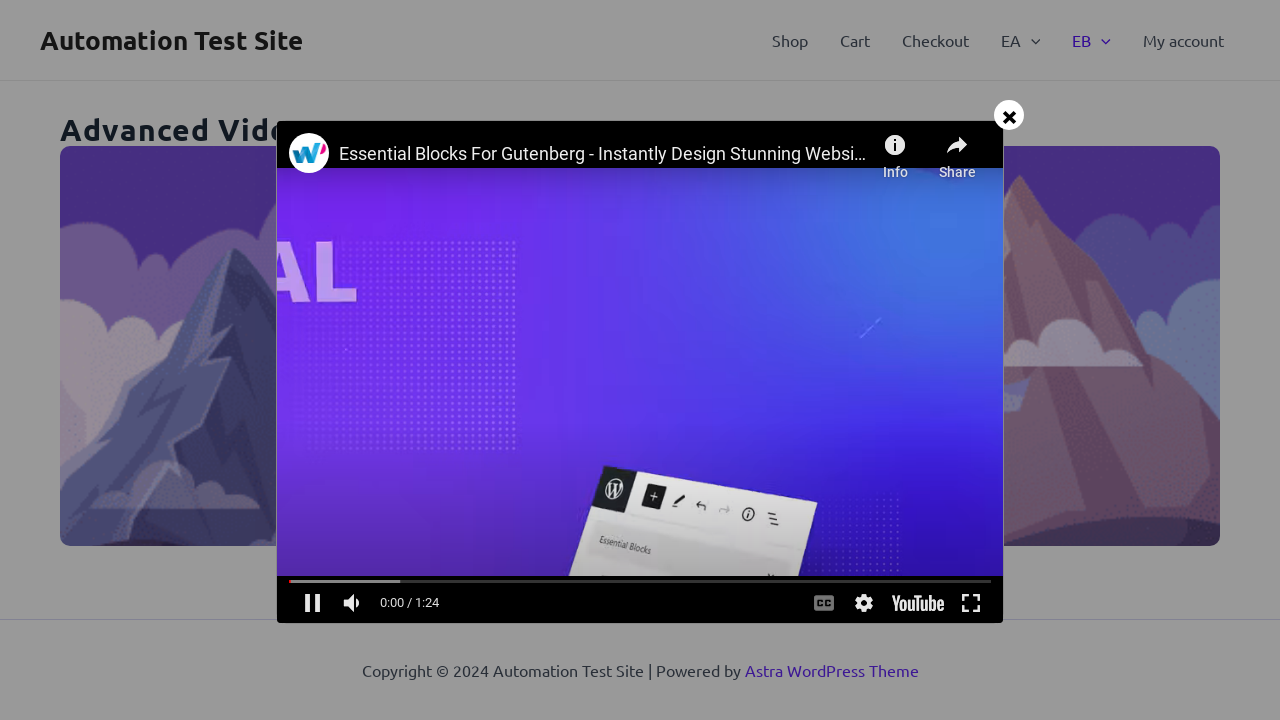 Automation Test Site
Shop
Cart
Checkout
EA
EB
My account
Advanced Vide
Essential Blocks For Gutenberg - Instantly Design Stunning Websi...
Info
Share
AL
Essential Blocks
0:00 / 1:24
CC
YouTube
Copyright © 2024 Automation Test Site | Powered by Astra WordPress Theme